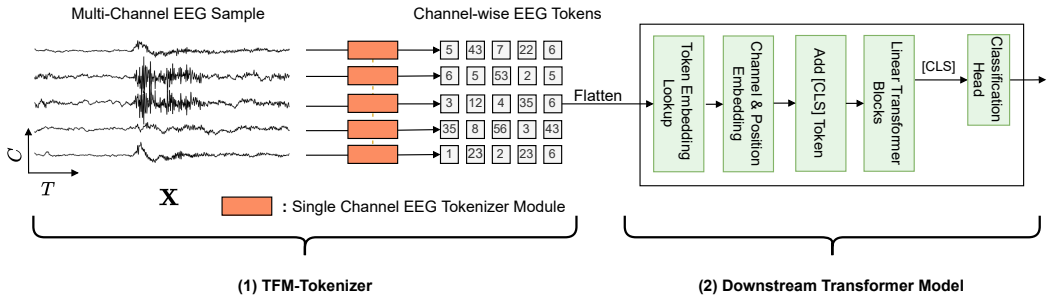 Multi-Channel EEG Sample
Channel-wise EEG Tokens
5 43 7 22 6
6 5 53 2 5
3 12 4 35 6
35 8 56 3 43
1 23 2 23 6
C
T
X
: Single Channel EEG Tokenizer Module
(1) TFM-Tokenizer
Flatten
Token Embedding
Lookup
Channel & Position
Embedding
Add [CLS] Token
Linear Transformer
Blocks
[CLS]
Classification
Head
(2) Downstream Transformer Model